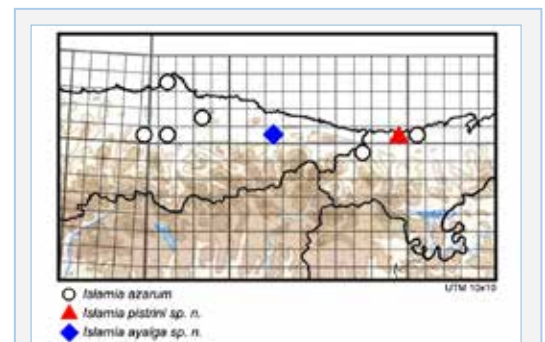 UTM 10x10
Islamia azarum
Islamia pistrini sp. n.
Islamia ayalga sp. n.